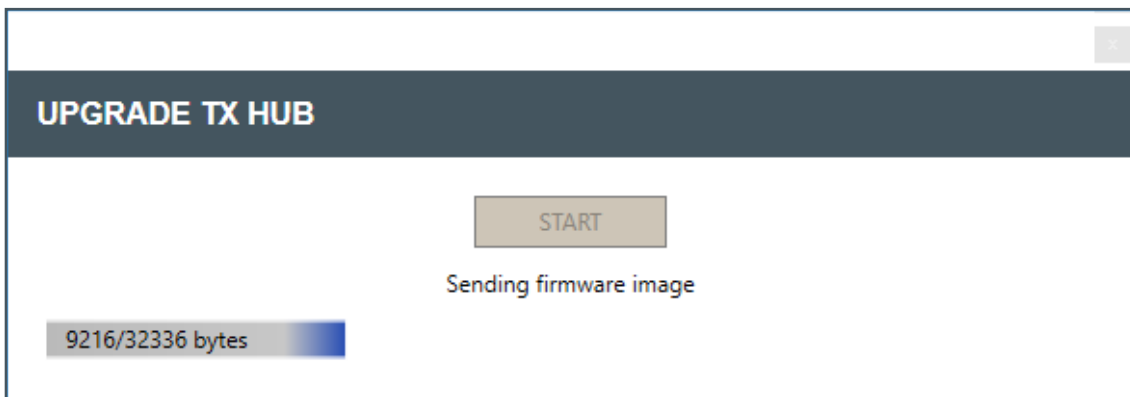 x
UPGRADE TX HUB
START
Sending firmware image
9216/32336 bytes